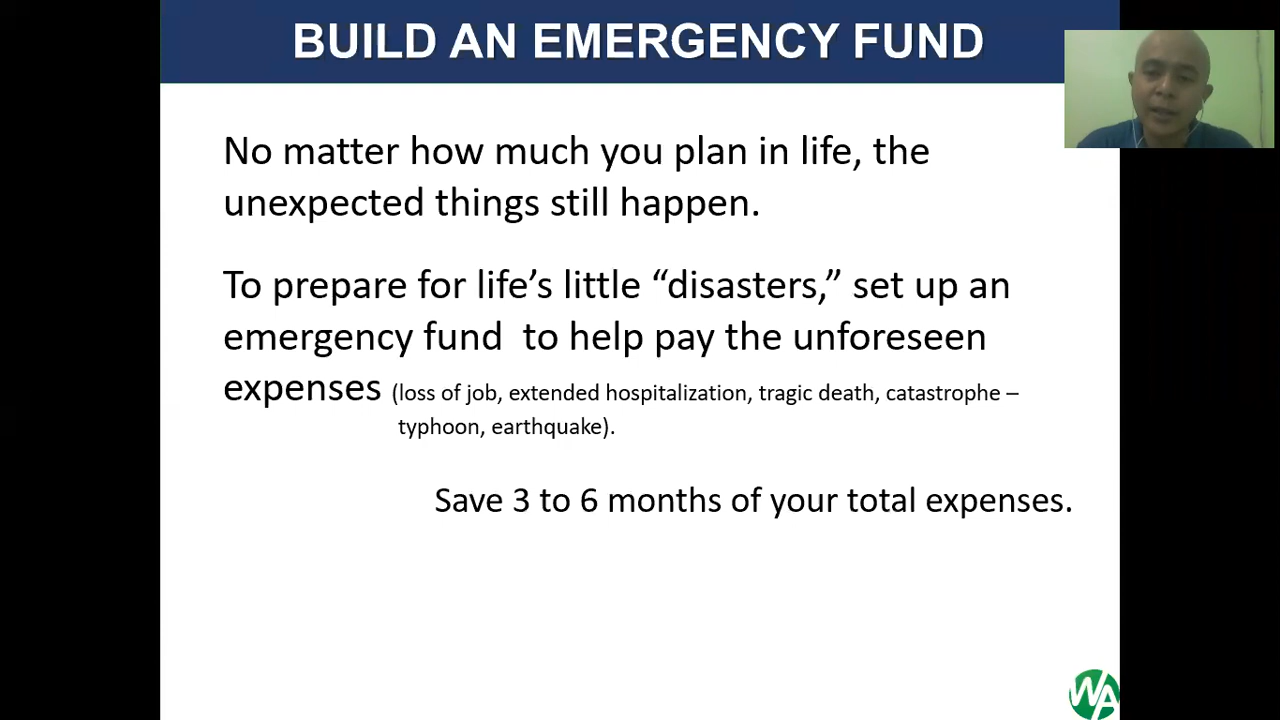 BUILD AN EMERGENCY FUND
No matter how much you plan in life, the
unexpected things still happen.
To prepare for life’s little “disasters,” set up an
emergency fund  to help pay the unforeseen
expenses (loss of job, extended hospitalization, tragic death, catastrophe –
typhoon, earthquake).
Save 3 to 6 months of your total expenses.
WA